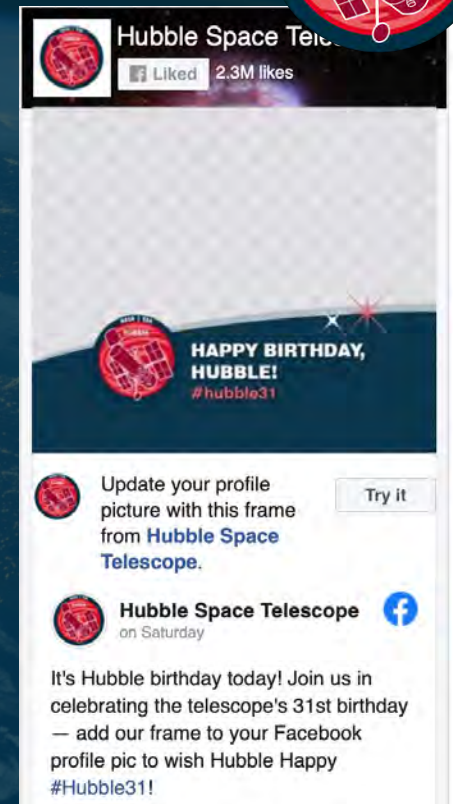 Hubble Space Tele
Liked 2.3M likes
HAPPY BIRTHDAY,
HUBBLE!
#hubble31
Update your profile
picture with this frame
from Hubble Space
Telescope.
Try it
Hubble Space Telescope
on Saturday
It's Hubble birthday today! Join us in
celebrating the telescope's 31st birthday
— add our frame to your Facebook
profile pic to wish Hubble Happy
#Hubble31!